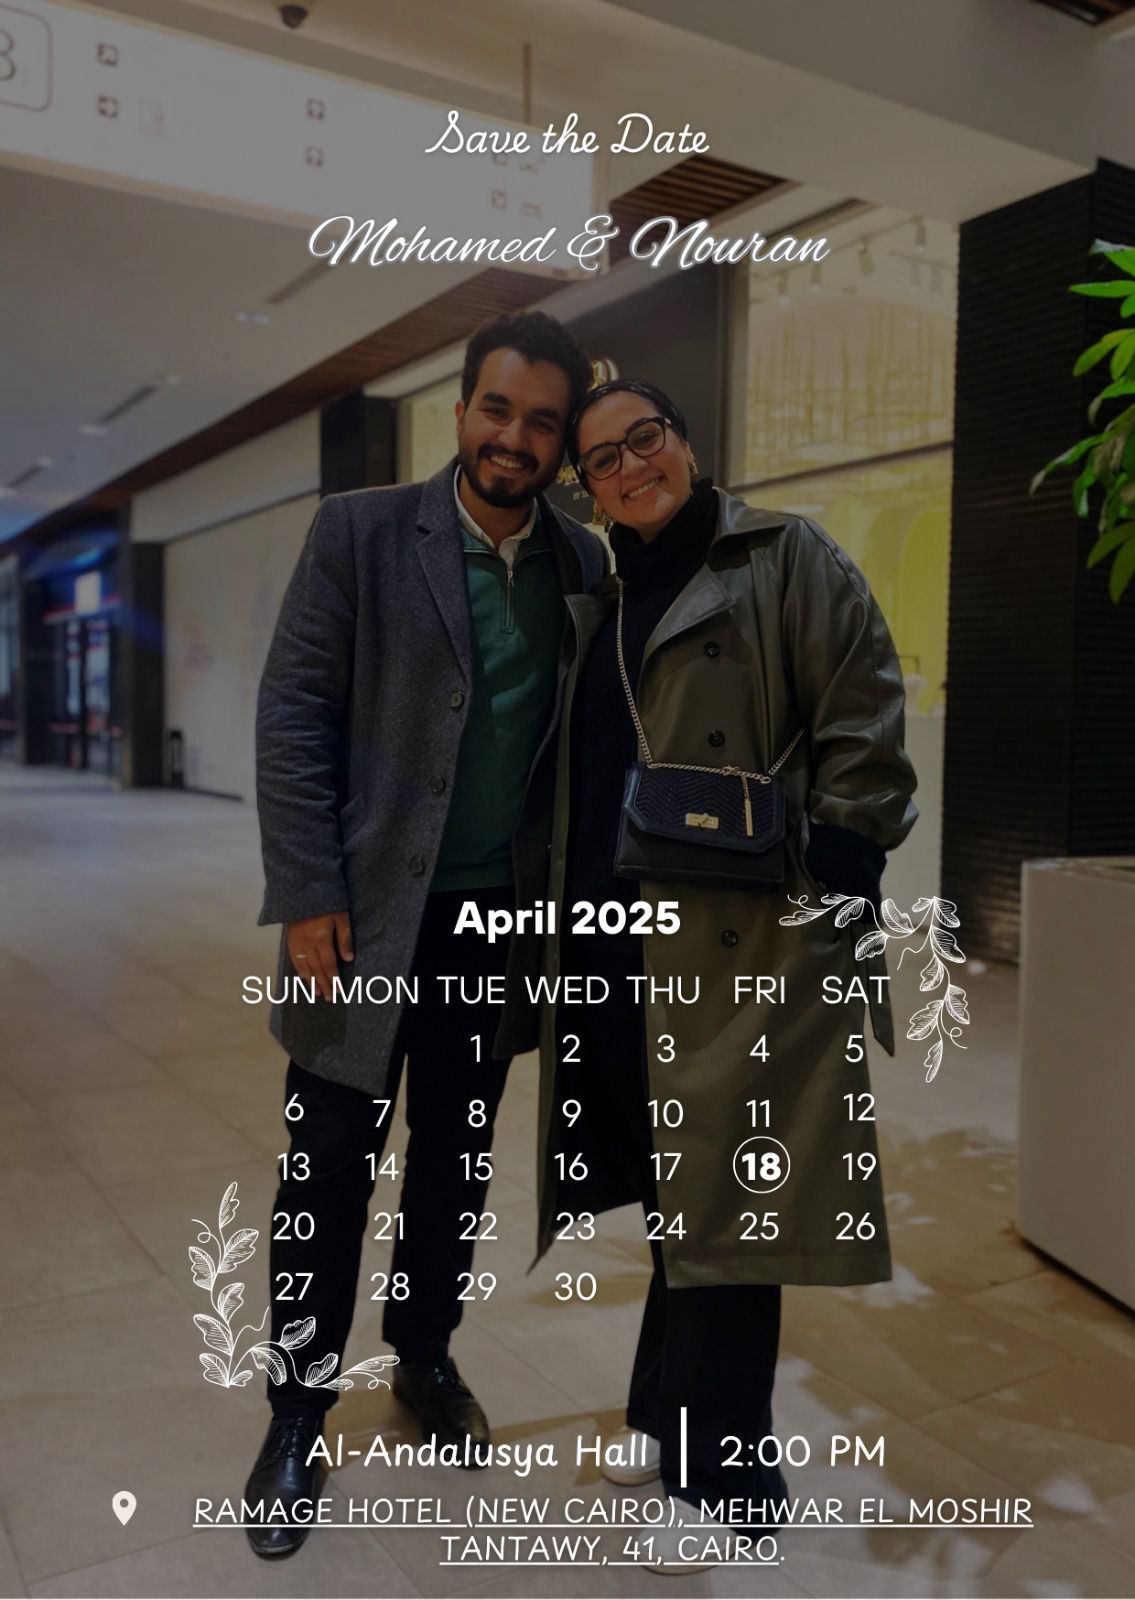 Save the Date
Mohamed & Nouran
April 2025
SUN MON TUE WED THU FRI SAT
1 2 3 4 5
6 7 8 9 10 11 12
13 14 15 16 17 18 19
20 21 22 23 24 25 26
27 28 29 30
Al-Andalusya Hall | 2:00 PM
RAMAGE HOTEL (NEW CAIRO), MEHWAR EL MOSHIR
TANTAWY, 41, CAIRO.